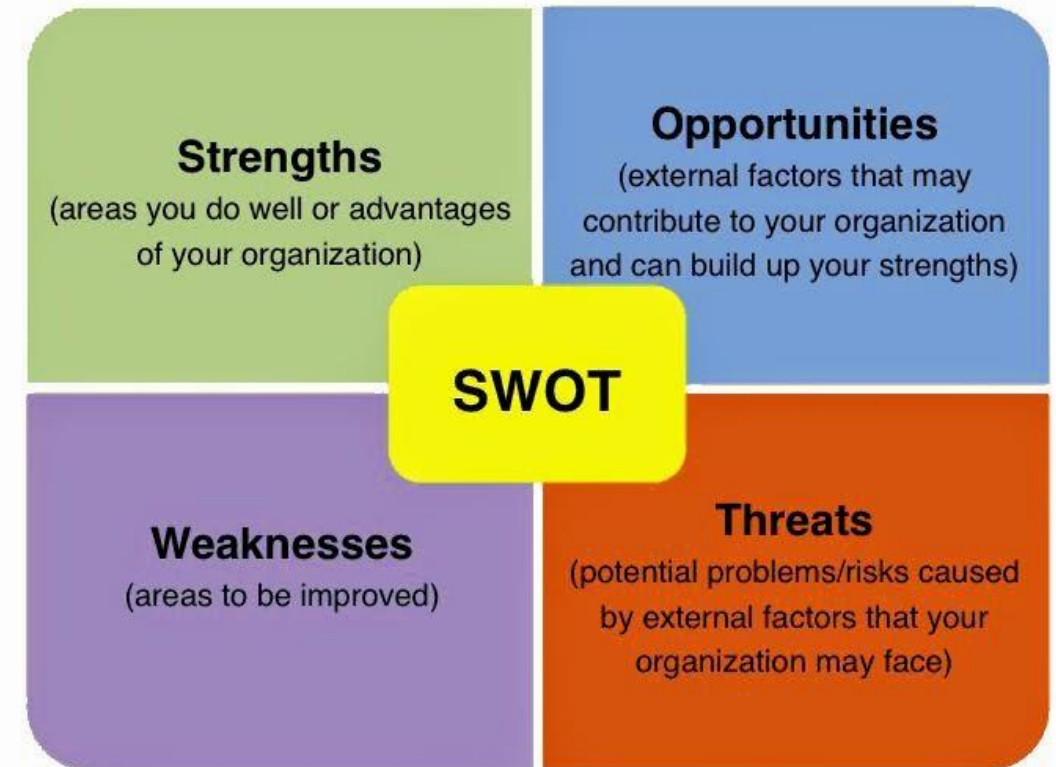 Strengths
(areas you do well or advantages
of your organization)
Opportunities
(external factors that may
contribute to your organization
and can build up your strengths)
SWOT
Weaknesses
(areas to be improved)
Threats
(potential problems/risks caused
by external factors that your
organization may face)